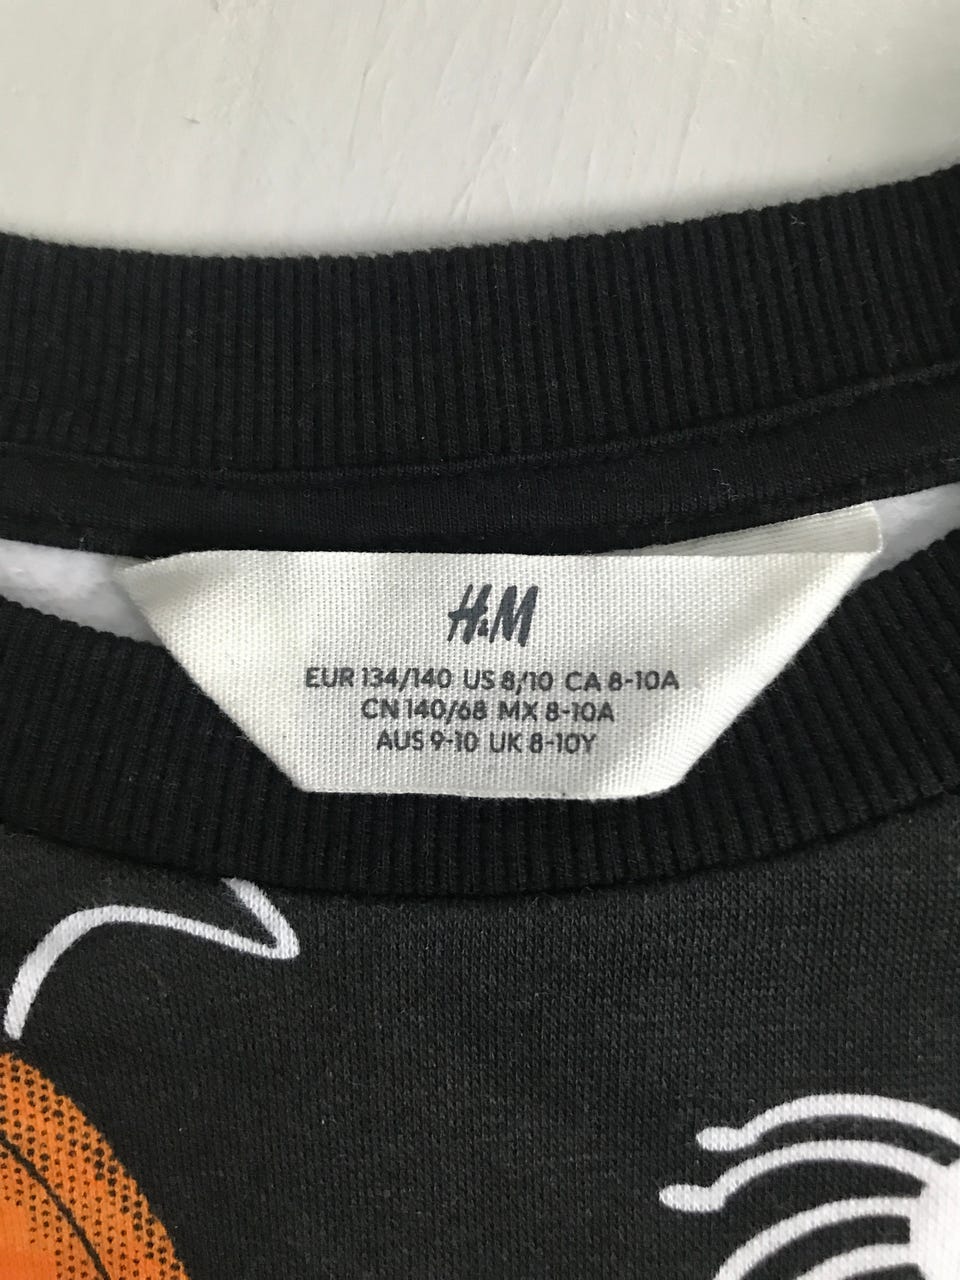 H&M
EUR 134/140 US 8/10 CA 8-10A
CN 140/68 MX 8-10A
AUS 9-10 UK 8-10Y